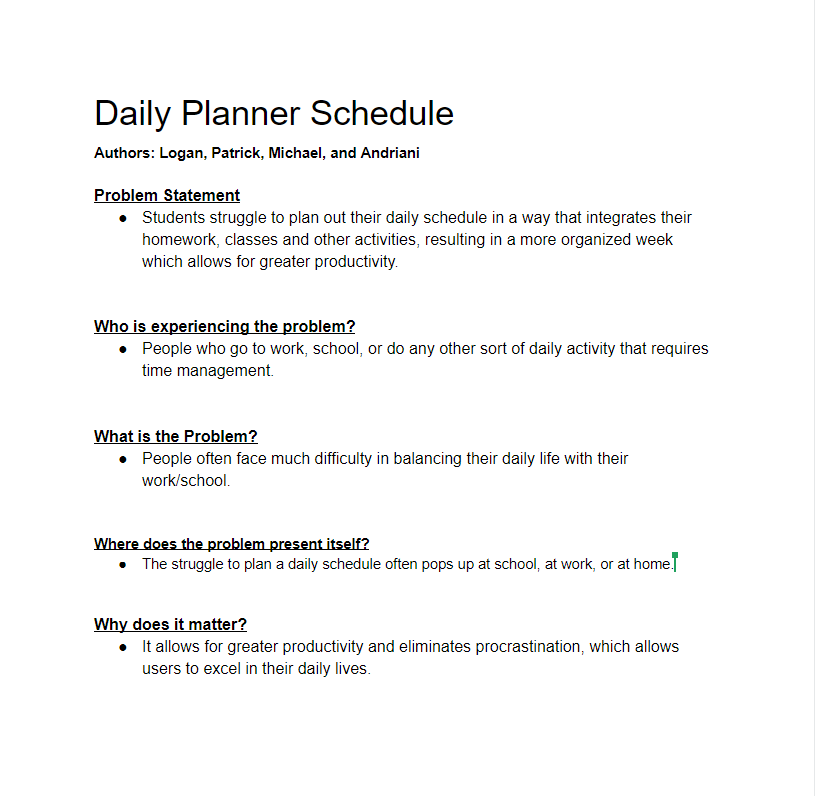 Daily Planner Schedule
Authors: Logan, Patrick, Michael, and Andriani
Problem Statement
● Students struggle to plan out their daily schedule in a way that integrates their
homework, classes and other activities, resulting in a more organized week
which allows for greater productivity.
Who is experiencing the problem?
● People who go to work, school, or do any other sort of daily activity that requires
time management.
What is the Problem?
● People often face much difficulty in balancing their daily life with their
work/school.
Where does the problem present itself?
● The struggle to plan a daily schedule often pops up at school, at work, or at home.
Why does it matter?
● It allows for greater productivity and eliminates procrastination, which allows
users to excel in their daily lives.